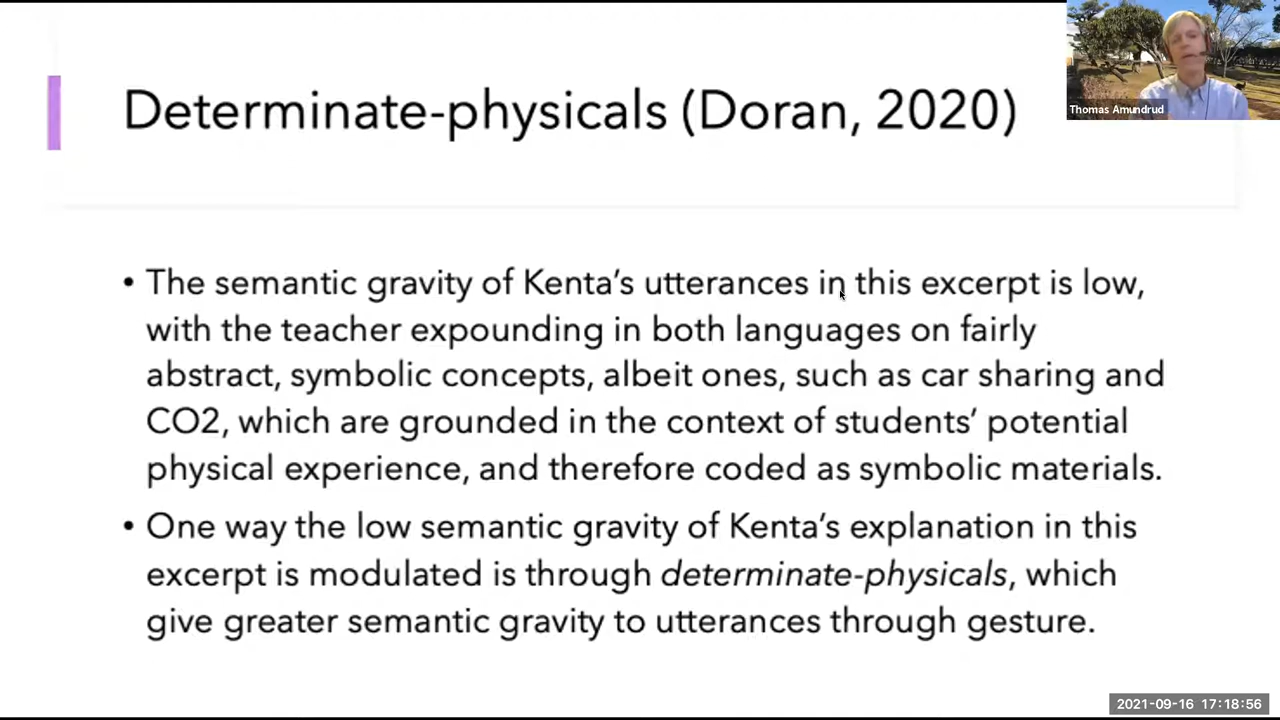 Determinate-physicals (Doran, 2020)
Thomas Amundrud
• The semantic gravity of Kenta’s utterances in this excerpt is low,
with the teacher expounding in both languages on fairly
abstract, symbolic concepts, albeit ones, such as car sharing and
CO2, which are grounded in the context of students’ potential
physical experience, and therefore coded as symbolic materials.
• One way the low semantic gravity of Kenta’s explanation in this
excerpt is modulated is through determinate-physicals, which
give greater semantic gravity to utterances through gesture.
2021-09-16 17:18:56